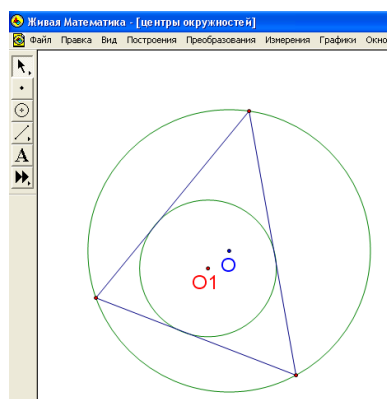 Живая Математика - [центры окружностей]
Файл Правка Вид Построения Преобразования Измерения Графики Окно
A
O
O1